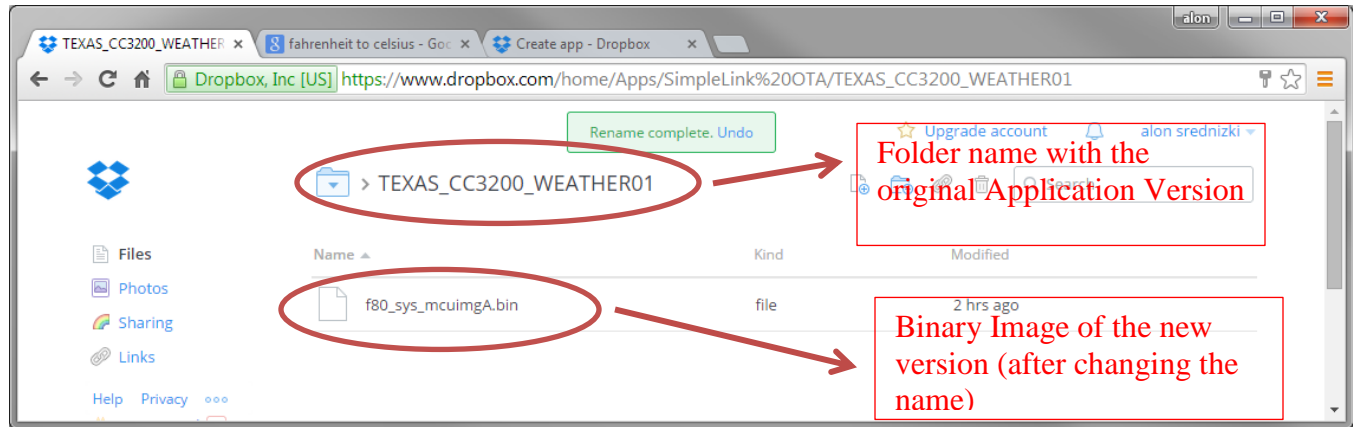 alon
TEXAS_CC3200_WEATHER
fahrenheit to celsius - Goo
Create app - Dropbox
Dropbox, Inc [US] https://www.dropbox.com/home/Apps/SimpleLink%20OTA/TEXAS_CC3200_WEATHER01
Rename complete. Undo
Upgrade account
alon srednizki
> TEXAS_CC3200_WEATHER01
Folder name with the
original Application Version
Search
Files
Photos
Sharing
Links
Help Privacy
Name
Kind
Modified
f80_sys_mcuimgA.bin
file
2 hrs ago
Binary Image of the new
version (after changing the
name)